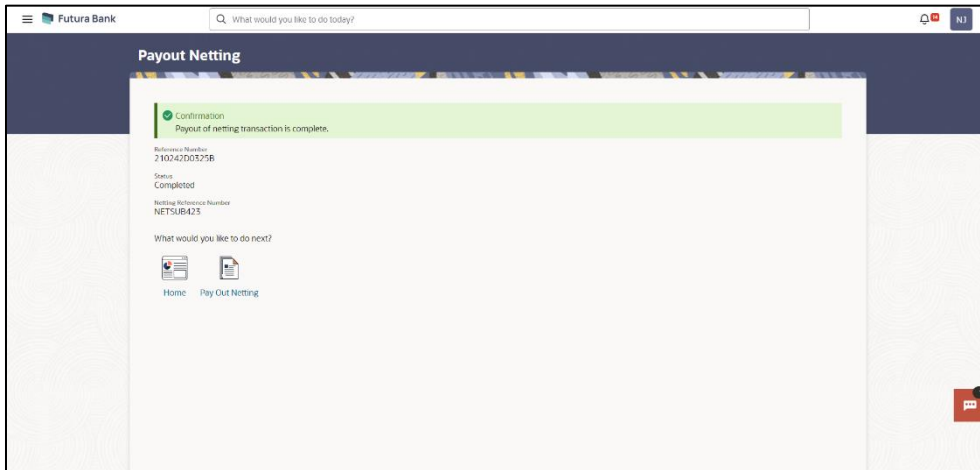 Futura Bank
What would you like to do today?
NJ
Payout Netting
Confirmation
Payout of netting transaction is complete.
Reference Number
210242D0325B
Status
Completed
Netting Reference Number
NETSUB423
What would you like to do next?
Home
Pay Out Netting